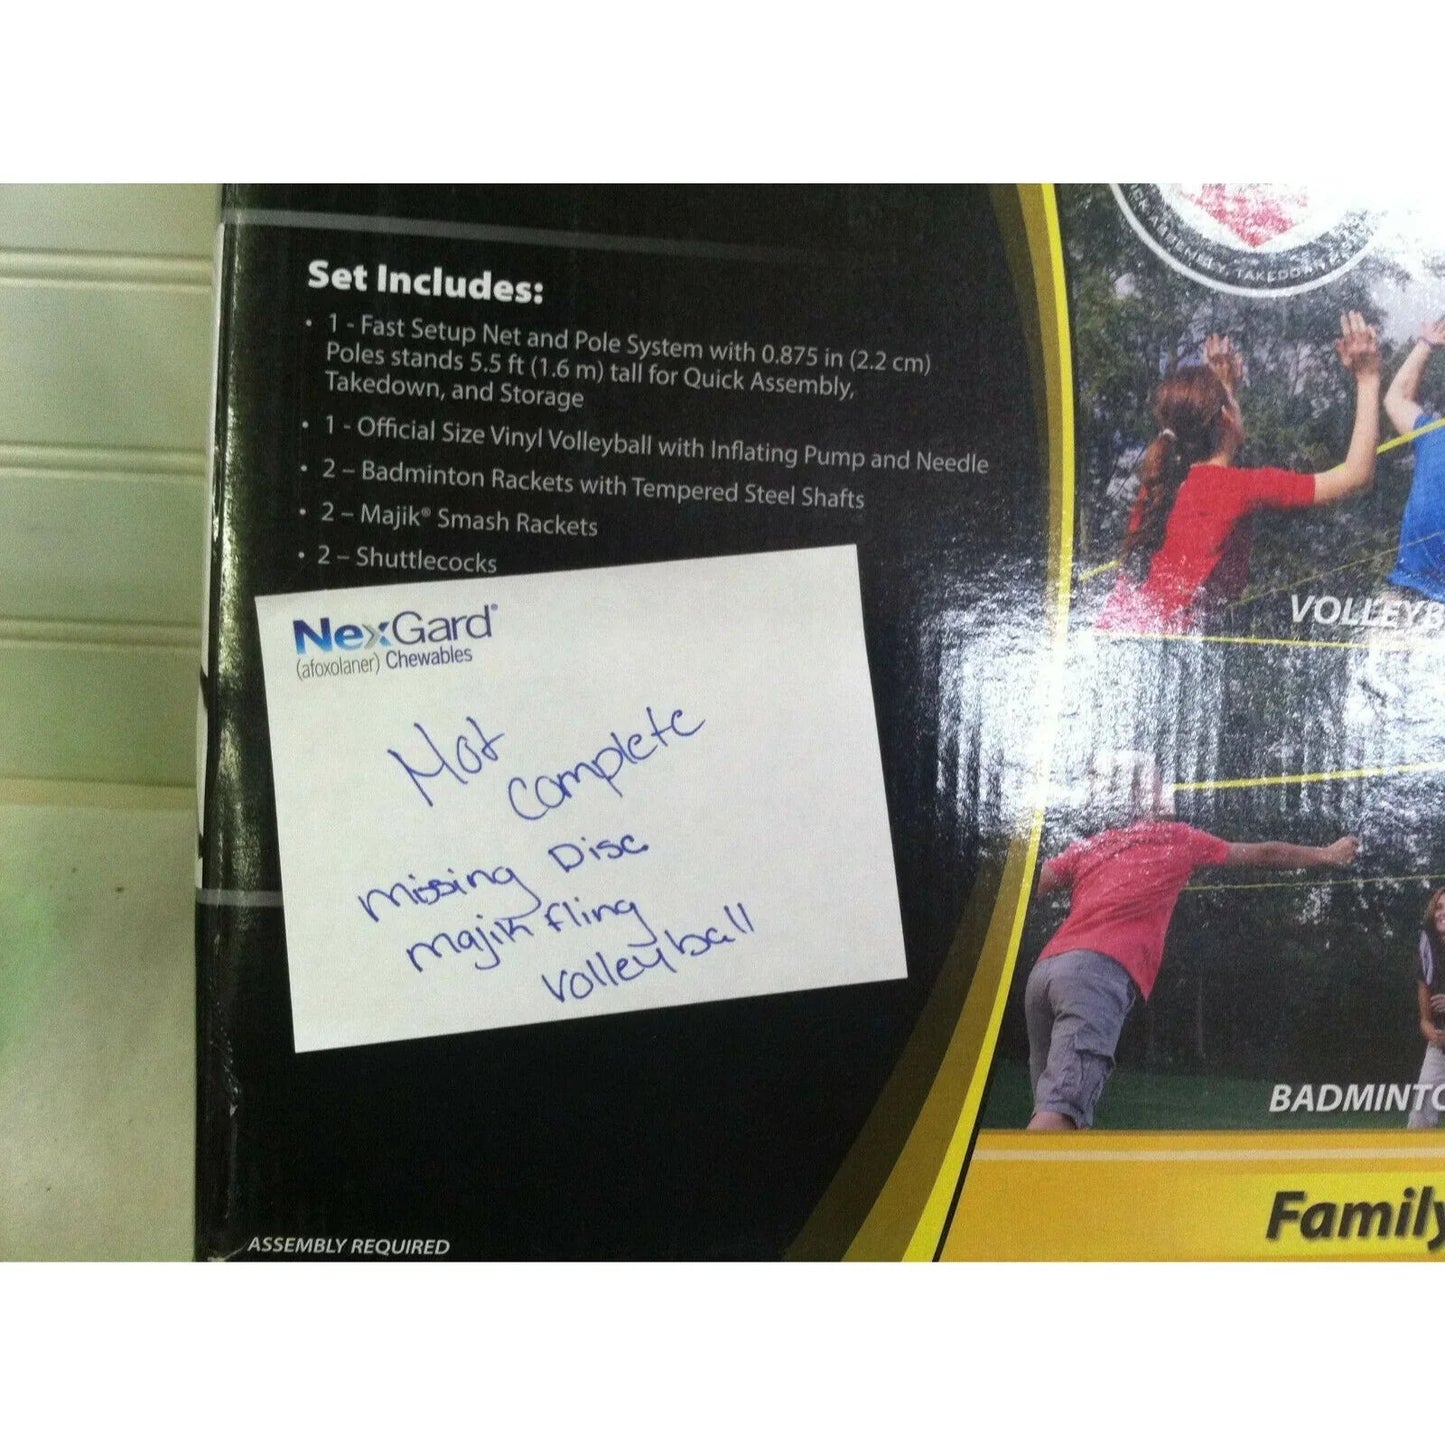 QUICK ASSEMBLY, TAKEDOWN
Set Includes:
• 1 - Fast Setup Net and Pole System with 0.875 in (2.2 cm)
Poles stands 5.5 ft (1.6 m) tall for Quick Assembly,
Takedown, and Storage
• 1 - Official Size Vinyl Volleyball with Inflating Pump and Needle
• 2 – Badminton Rackets with Tempered Steel Shafts
• 2 – Majik® Smash Rackets
• 2 – Shuttlecocks
NexGard®
(afoxolaner) Chewables
Not
complete
missing Disc
majik fling
volleyball
VOLLEYB
BADMINTO
Family
ASSEMBLY REQUIRED